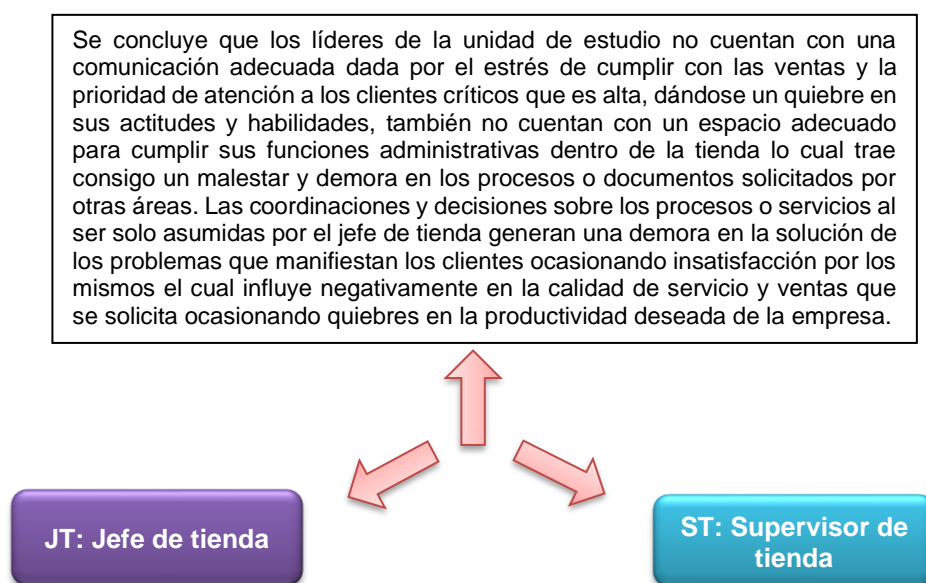 Se concluye que los líderes de la unidad de estudio no cuentan con una
comunicación adecuada dada por el estrés de cumplir con las ventas y la
prioridad de atención a los clientes críticos que es alta, dándose un quiebre en
sus actitudes y habilidades, también no cuentan con un espacio adecuado
para cumplir sus funciones administrativas dentro de la tienda lo cual trae
consigo un malestar y demora en los procesos o documentos solicitados por
otras áreas. Las coordinaciones y decisiones sobre los procesos o servicios al
ser solo asumidas por el jefe de tienda generan una demora en la solución de
los problemas que manifiestan los clientes ocasionando insatisfacción por los
mismos el cual influye negativamente en la calidad de servicio y ventas que
se solicita ocasionando quiebres en la productividad deseada de la empresa.
JT: Jefe de tienda
ST: Supervisor de
tienda